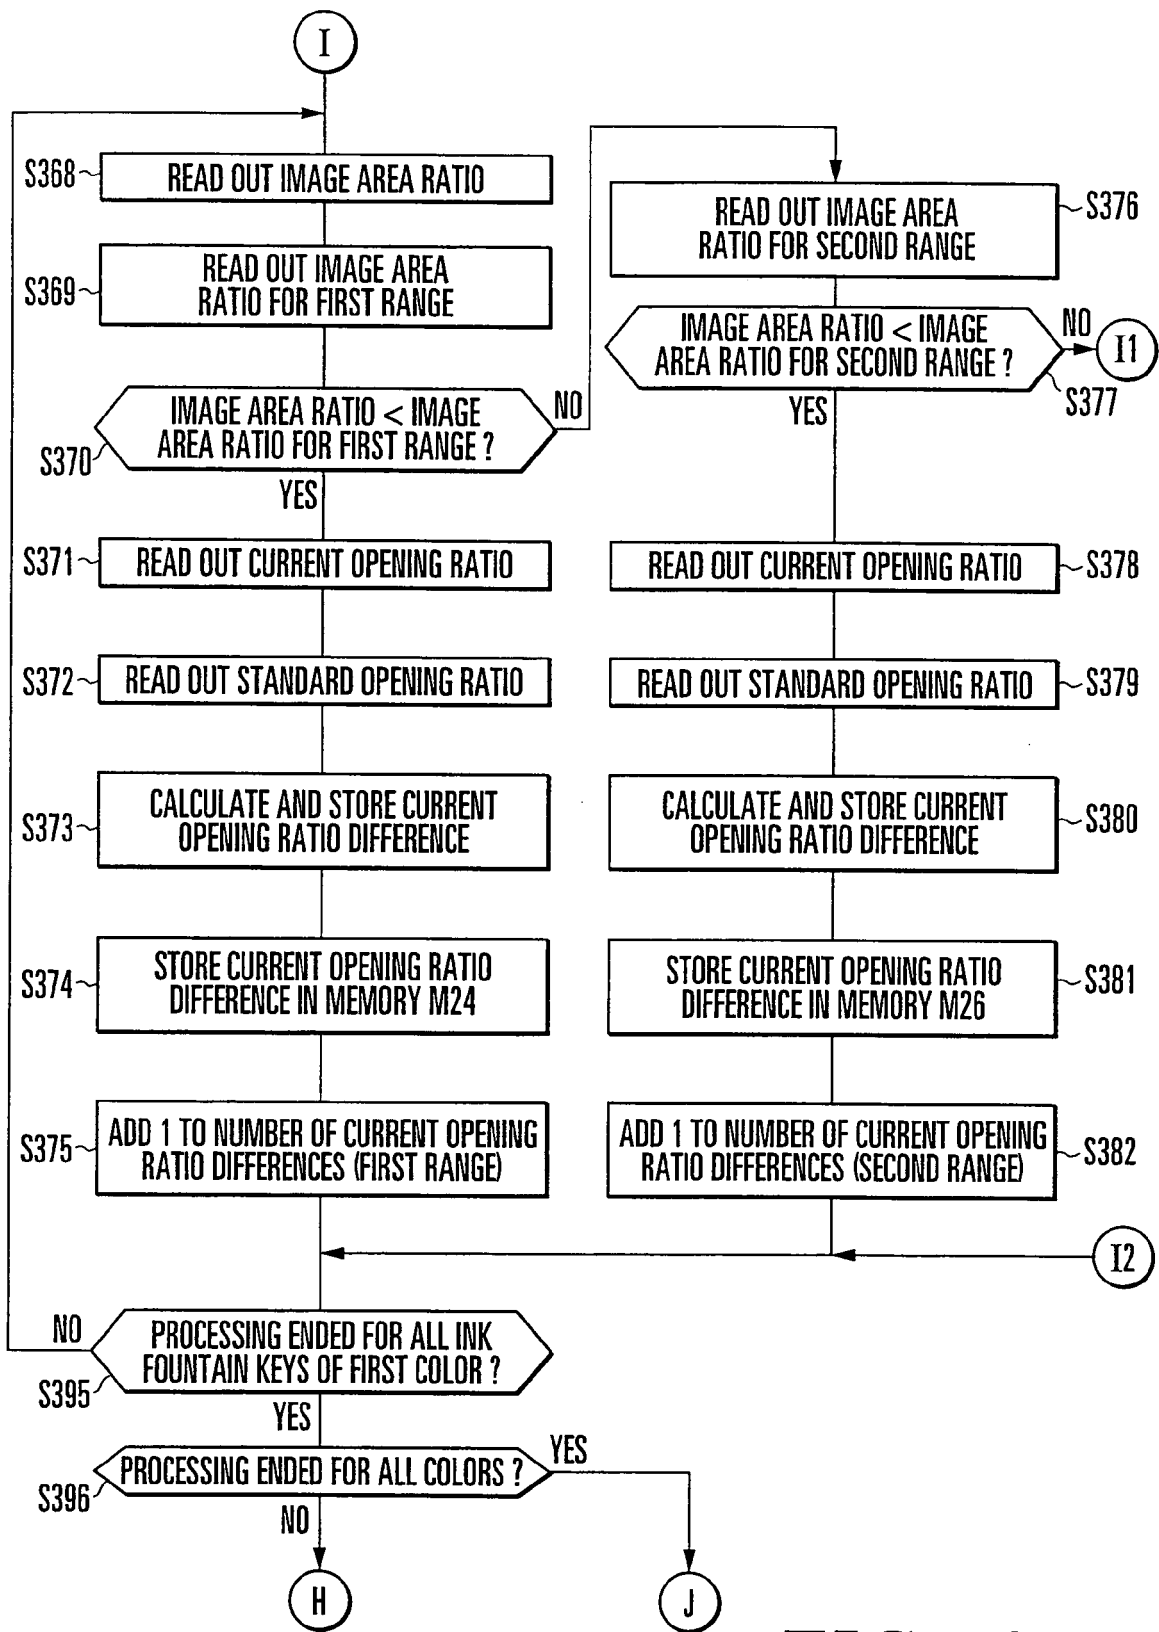 I
S368
READ OUT IMAGE AREA RATIO
S369
READ OUT IMAGE AREA
RATIO FOR FIRST RANGE
IMAGE AREA RATIO < IMAGE
AREA RATIO FOR FIRST RANGE ?
NO
S370
YES
S371
READ OUT CURRENT OPENING RATIO
S372
READ OUT STANDARD OPENING RATIO
S373
CALCULATE AND STORE CURRENT
OPENING RATIO DIFFERENCE
S374
STORE CURRENT OPENING RATIO
DIFFERENCE IN MEMORY M24
S375
ADD 1 TO NUMBER OF CURRENT OPENING
RATIO DIFFERENCES (FIRST RANGE)
READ OUT IMAGE AREA
RATIO FOR SECOND RANGE
S376
IMAGE AREA RATIO < IMAGE
AREA RATIO FOR SECOND RANGE ?
NO
I1
S377
YES
READ OUT CURRENT OPENING RATIO
S378
READ OUT STANDARD OPENING RATIO
S379
CALCULATE AND STORE CURRENT
OPENING RATIO DIFFERENCE
S380
STORE CURRENT OPENING RATIO
DIFFERENCE IN MEMORY M26
S381
ADD 1 TO NUMBER OF CURRENT OPENING
RATIO DIFFERENCES (SECOND RANGE)
S382
I2
NO
PROCESSING ENDED FOR ALL INK
FOUNTAIN KEYS OF FIRST COLOR ?
S395
YES
PROCESSING ENDED FOR ALL COLORS ?
YES
S396
NO
H
J